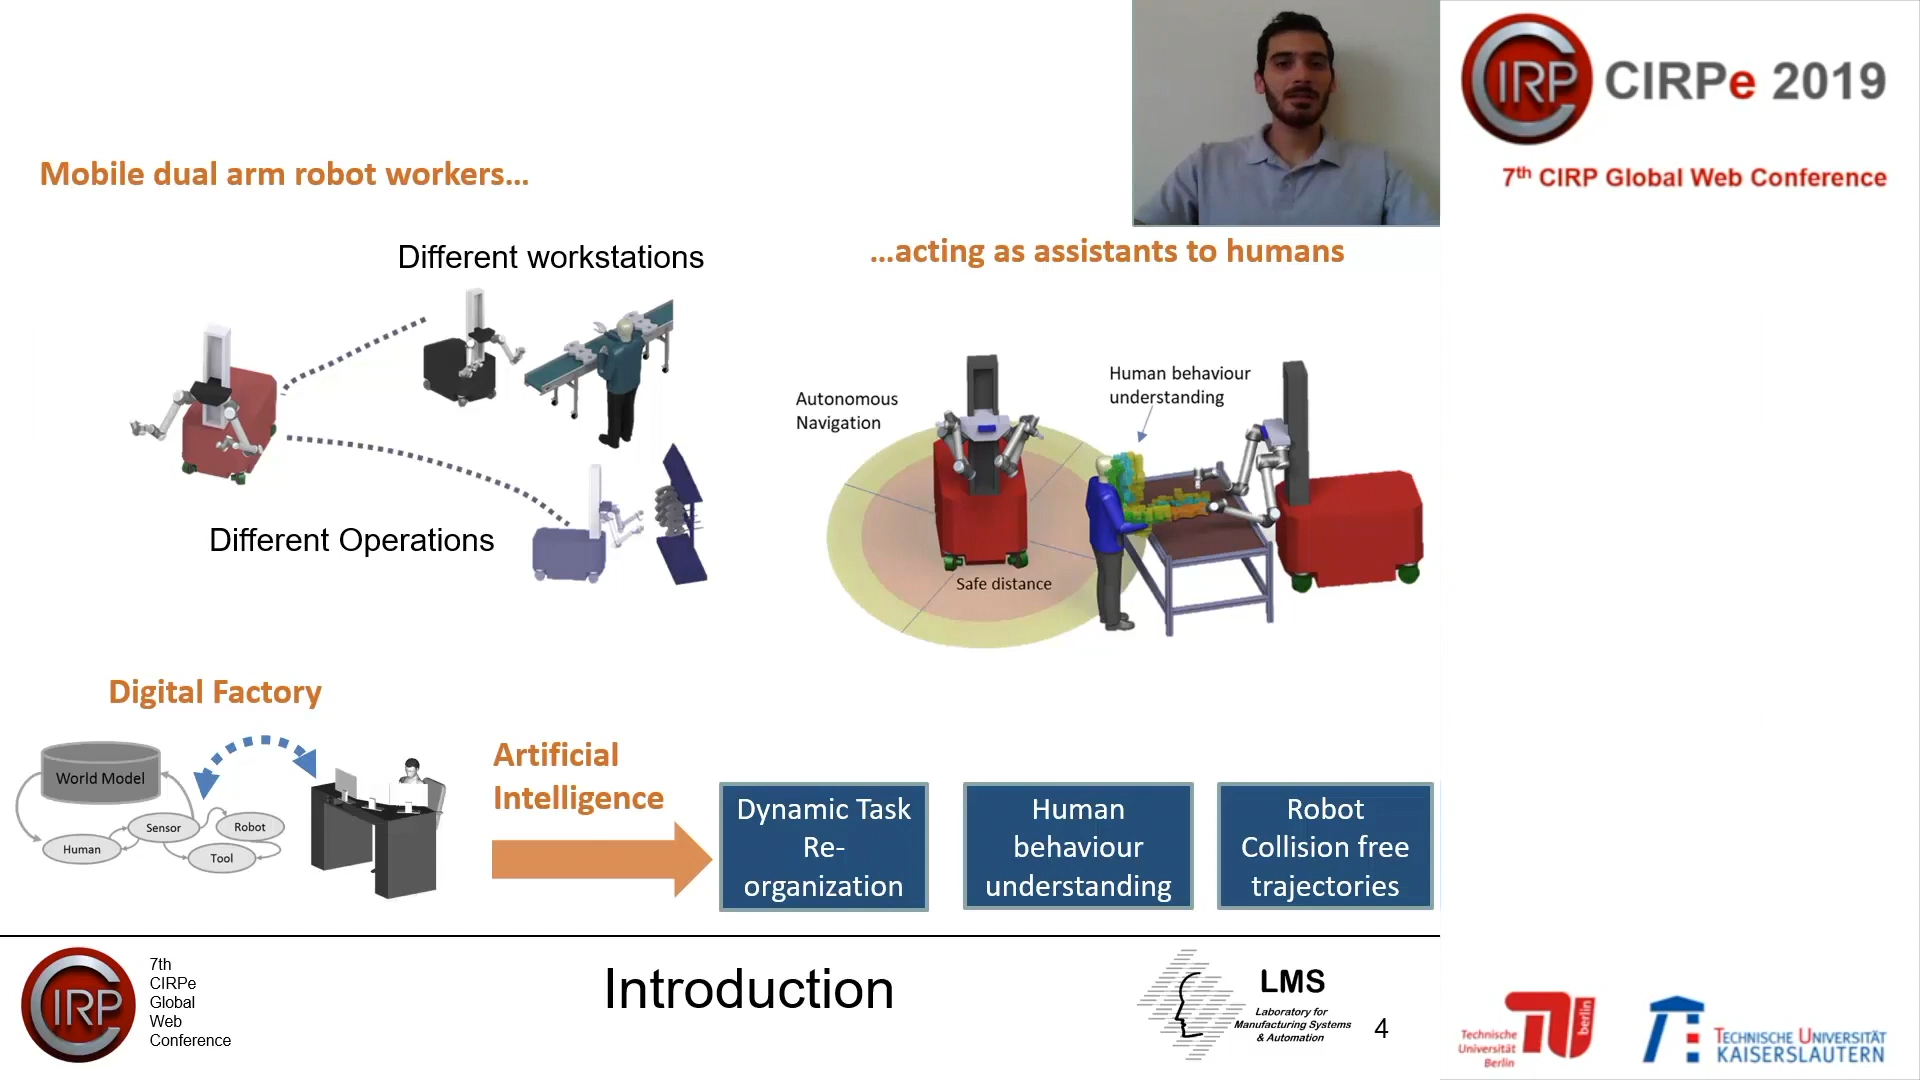 CIRP
CIRPe 2019
7th CIRP Global Web Conference
Mobile dual arm robot workers...
Different workstations
Different Operations
...acting as assistants to humans
Autonomous
Navigation
Human behaviour
understanding
Safe distance
Digital Factory
World Model
Sensor
Robot
Human
Tool
Artificial
Intelligence
Dynamic Task
Re-
organization
Human
behaviour
understanding
Robot
Collision free
trajectories
CIRP
7th
CIRPe
Global
Web
Conference
Introduction
LMS
Laboratory for
Manufacturing Systems
& Automation
4
Technische
Universität
Berlin
berlin
TECHNISCHE UNIVERSITÄT
KAISERSLAUTERN